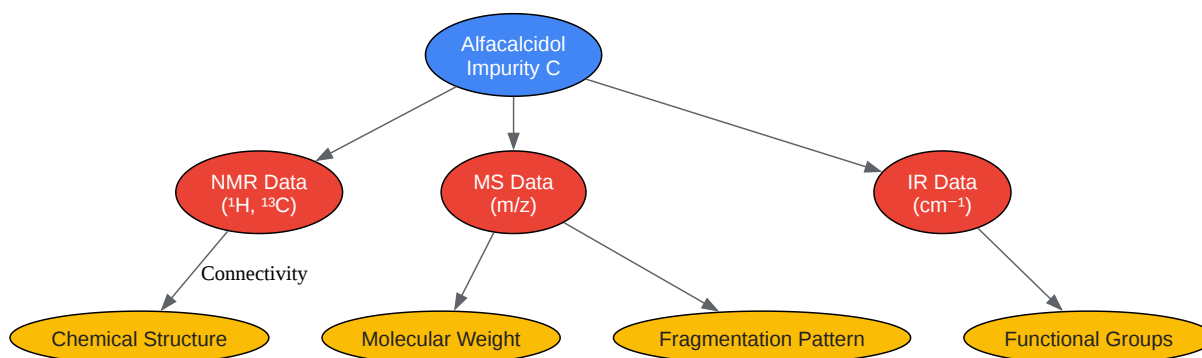 Alfacalcidol
Impurity C
NMR Data
(¹H, ¹³C)
MS Data
(m/z)
IR Data
(cm⁻¹)
Connectivity
Chemical Structure
Molecular Weight
Fragmentation Pattern
Functional Groups